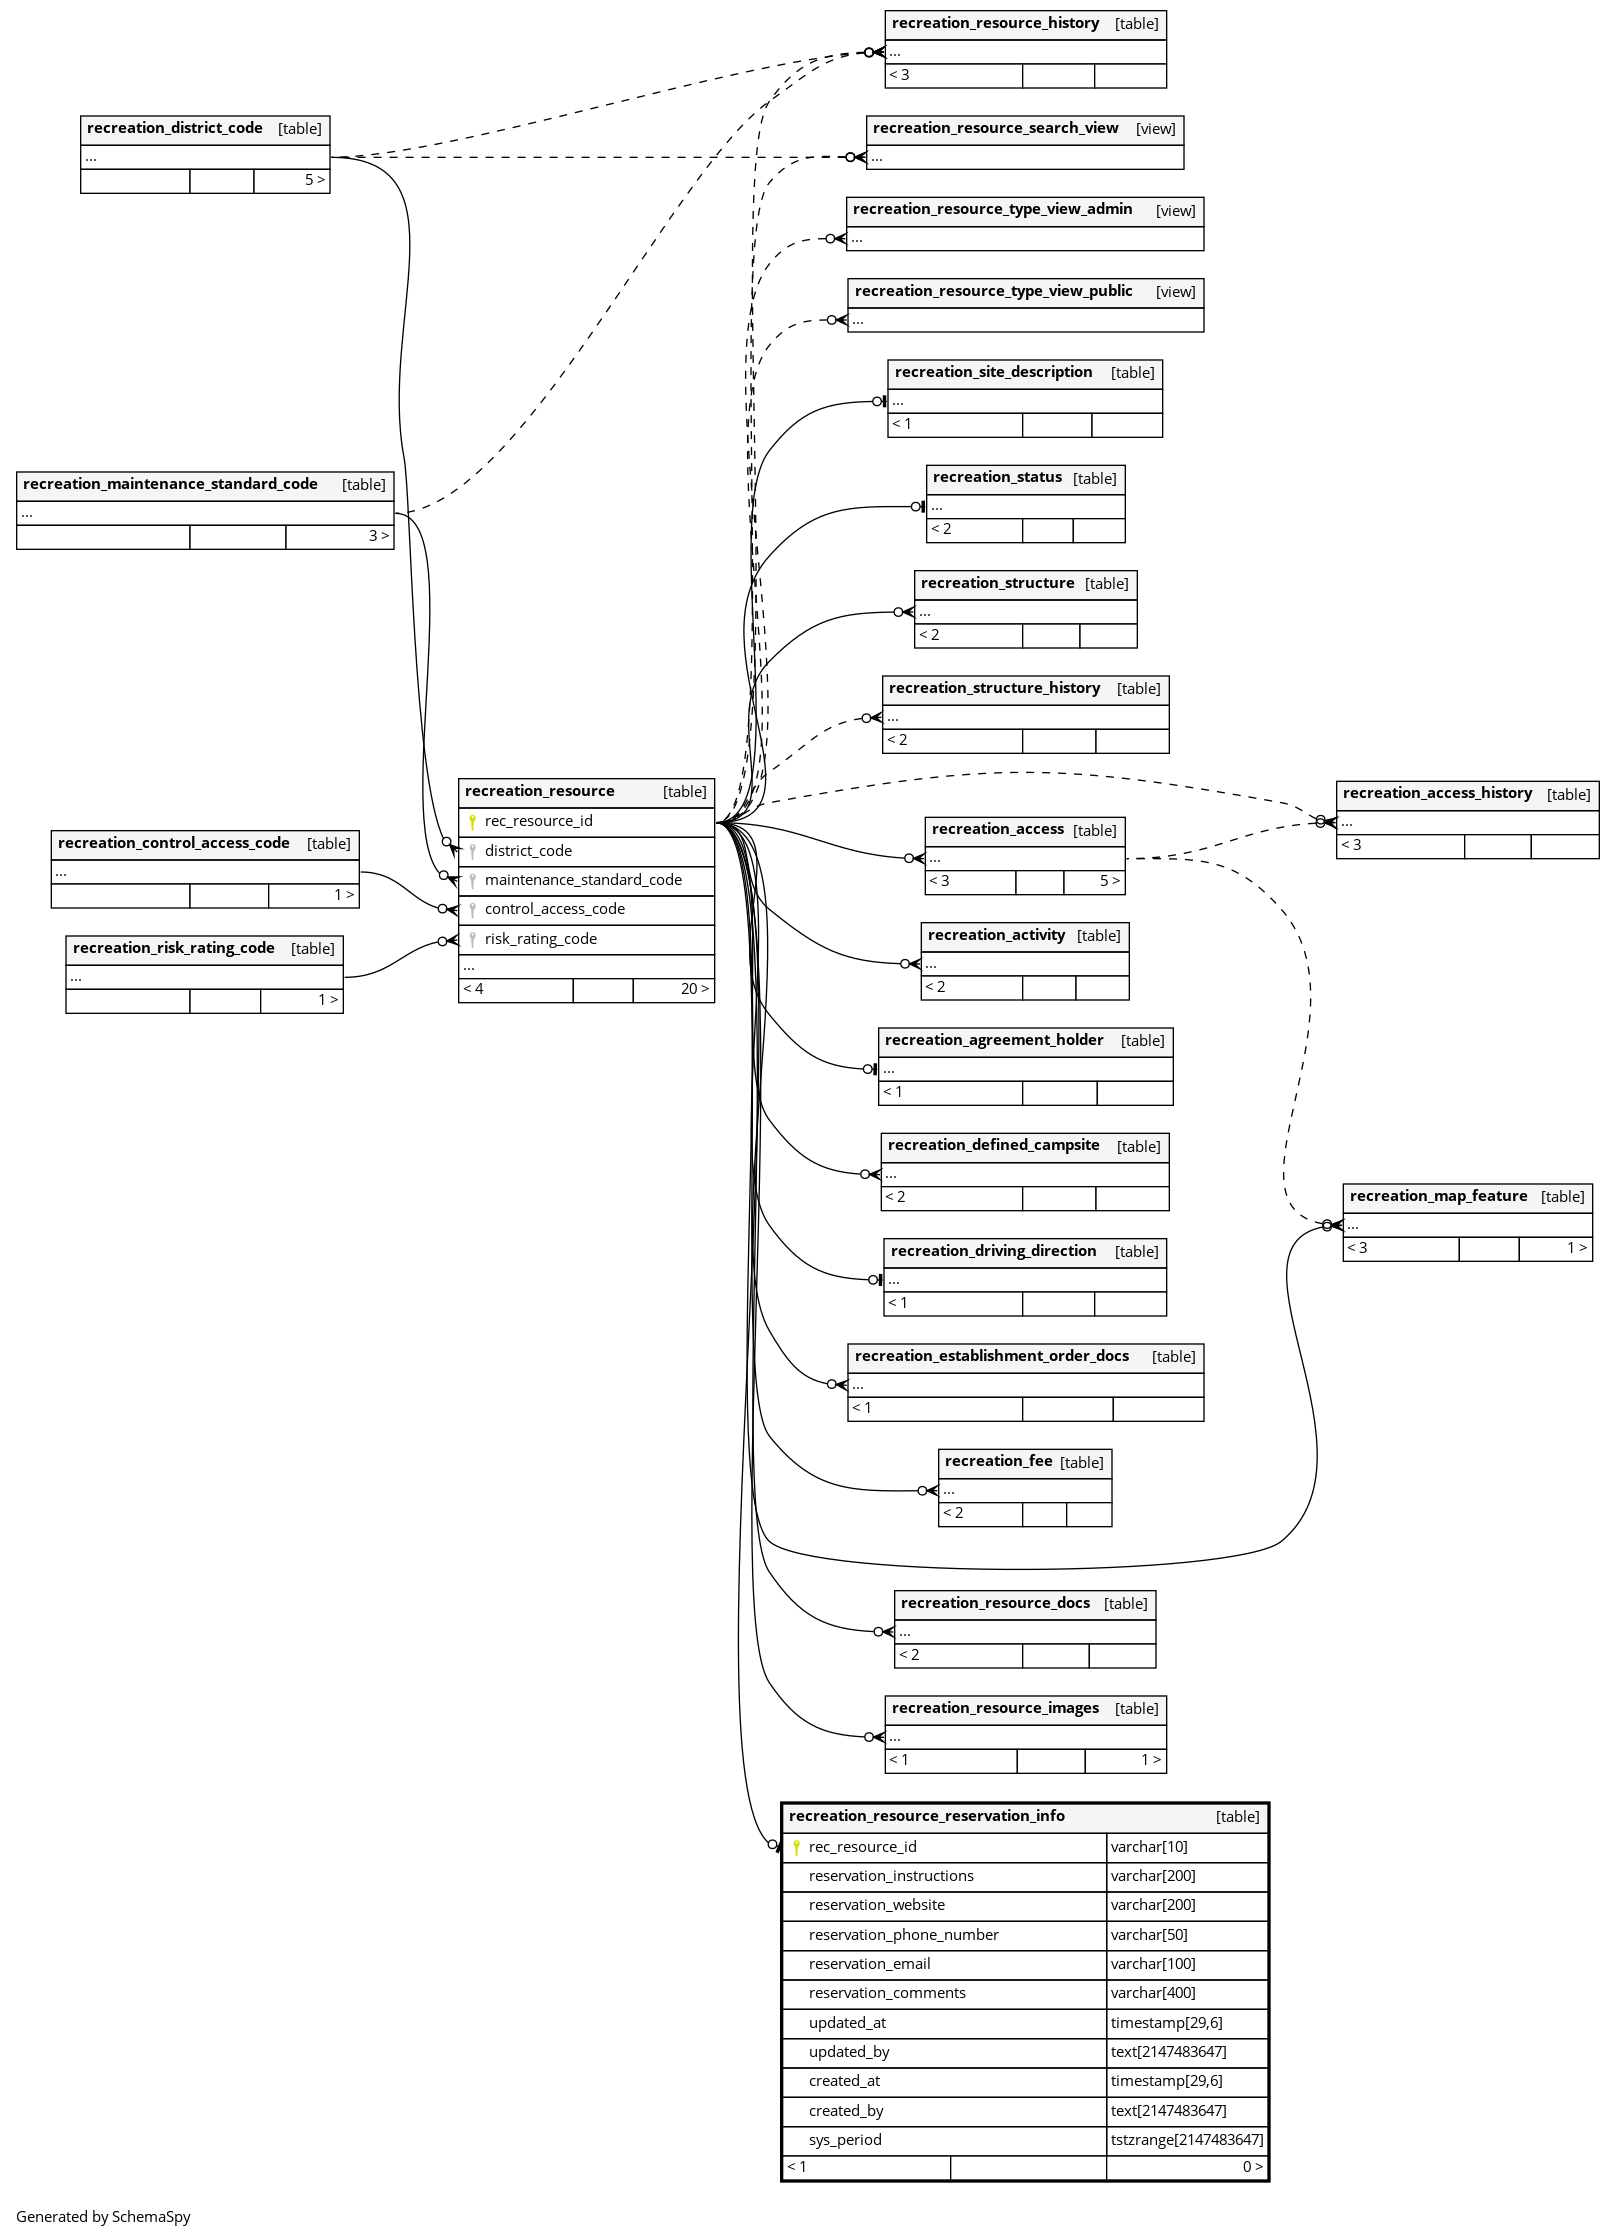 recreation_resource_history [table]
...
< 3
recreation_district_code [table]
...
5 >
recreation_resource_search_view [view]
...
recreation_resource_type_view_admin [view]
...
recreation_resource_type_view_public [view]
...
recreation_site_description [table]
...
< 1
recreation_maintenance_standard_code [table]
...
3 >
recreation_status [table]
...
< 2
recreation_structure [table]
...
< 2
recreation_structure_history [table]
...
< 2
recreation_resource [table]
rec_resource_id
district_code
maintenance_standard_code
control_access_code
risk_rating_code
...
< 4 20 >
recreation_control_access_code [table]
...
1 >
recreation_risk_rating_code [table]
...
1 >
recreation_access_history [table]
...
< 3
recreation_access [table]
...
< 3 5 >
recreation_activity [table]
...
< 2
recreation_agreement_holder [table]
...
< 1
recreation_defined_campsite [table]
...
< 2
recreation_map_feature [table]
...
< 3 1 >
recreation_driving_direction [table]
...
< 1
recreation_establishment_order_docs [table]
...
< 1
recreation_fee [table]
...
< 2
recreation_resource_docs [table]
...
< 2
recreation_resource_images [table]
...
< 1 1 >
recreation_resource_reservation_info [table]
rec_resource_id varchar[10]
reservation_instructions varchar[200]
reservation_website varchar[200]
reservation_phone_number varchar[50]
reservation_email varchar[100]
reservation_comments varchar[400]
updated_at timestamp[29,6]
updated_by text[2147483647]
created_at timestamp[29,6]
created_by text[2147483647]
sys_period tstzrange[2147483647]
< 1 0 >
Generated by SchemaSpy